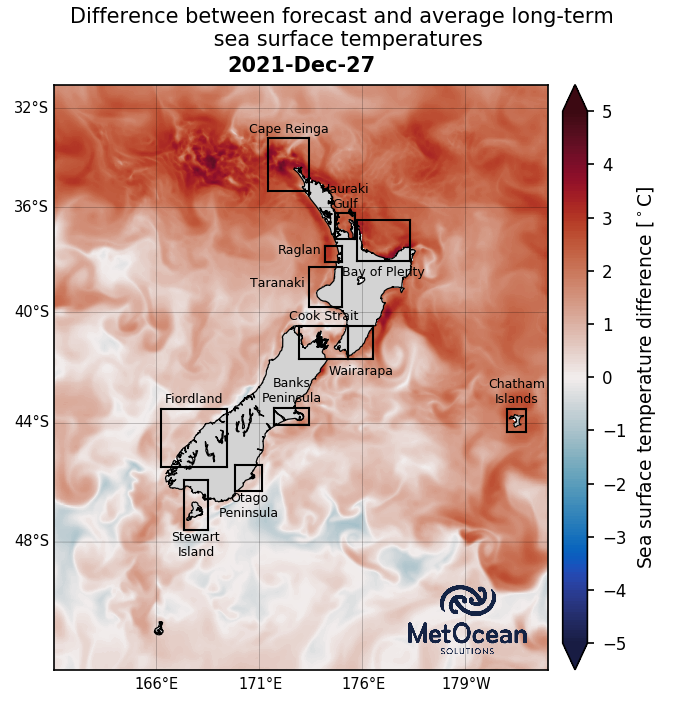 Difference between forecast and average long-term
sea surface temperatures
2021-Dec-27
32°S
36°S
40°S
44°S
48°S
166°E
171°E
176°E
179°W
Cape Reinga
Hauraki
Gulf
Raglan
Bay of Plenty
Taranaki
Cook Strait
Wairarapa
Banks
Peninsula
Fiordland
Chatham
Islands
Otago
Peninsula
Stewart
Island
MetOcean
SOLUTIONS
5
4
3
2
1
0
−1
−2
−3
−4
−5
Sea surface temperature difference [°C]